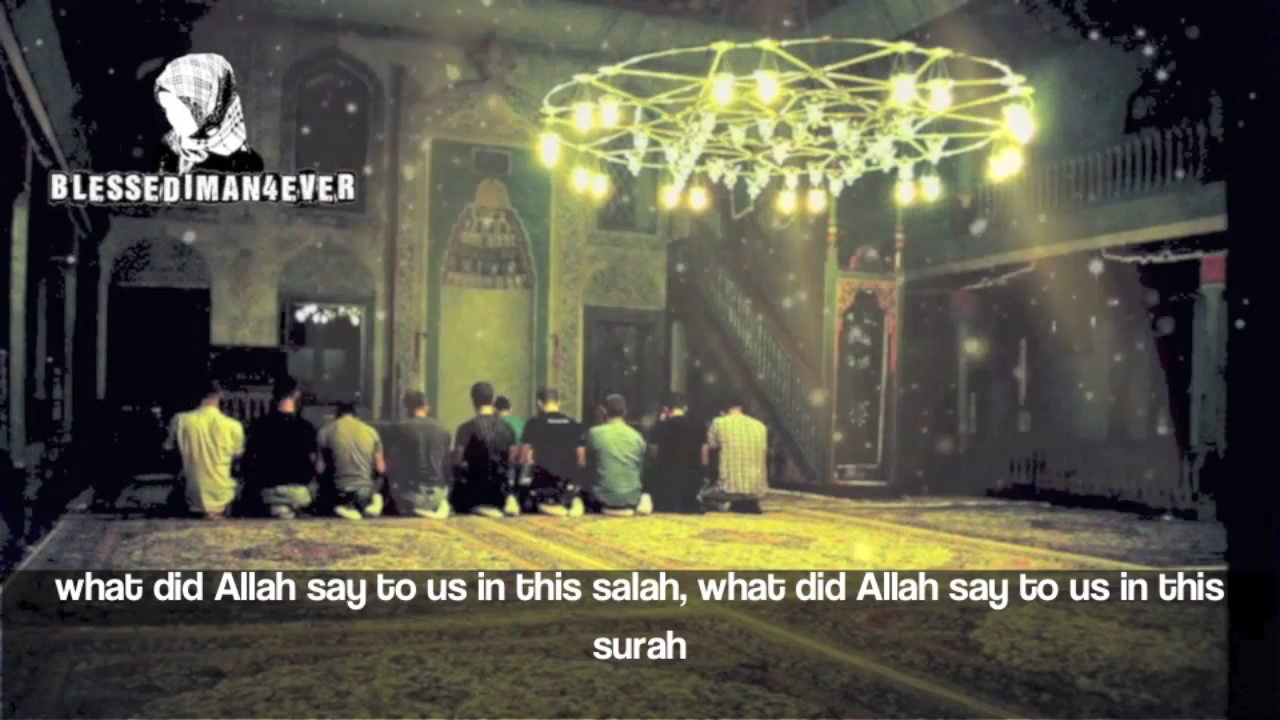 BLESSEDIMAN4EVER
what did Allah say to us in this salah, what did Allah say to us in this
surah